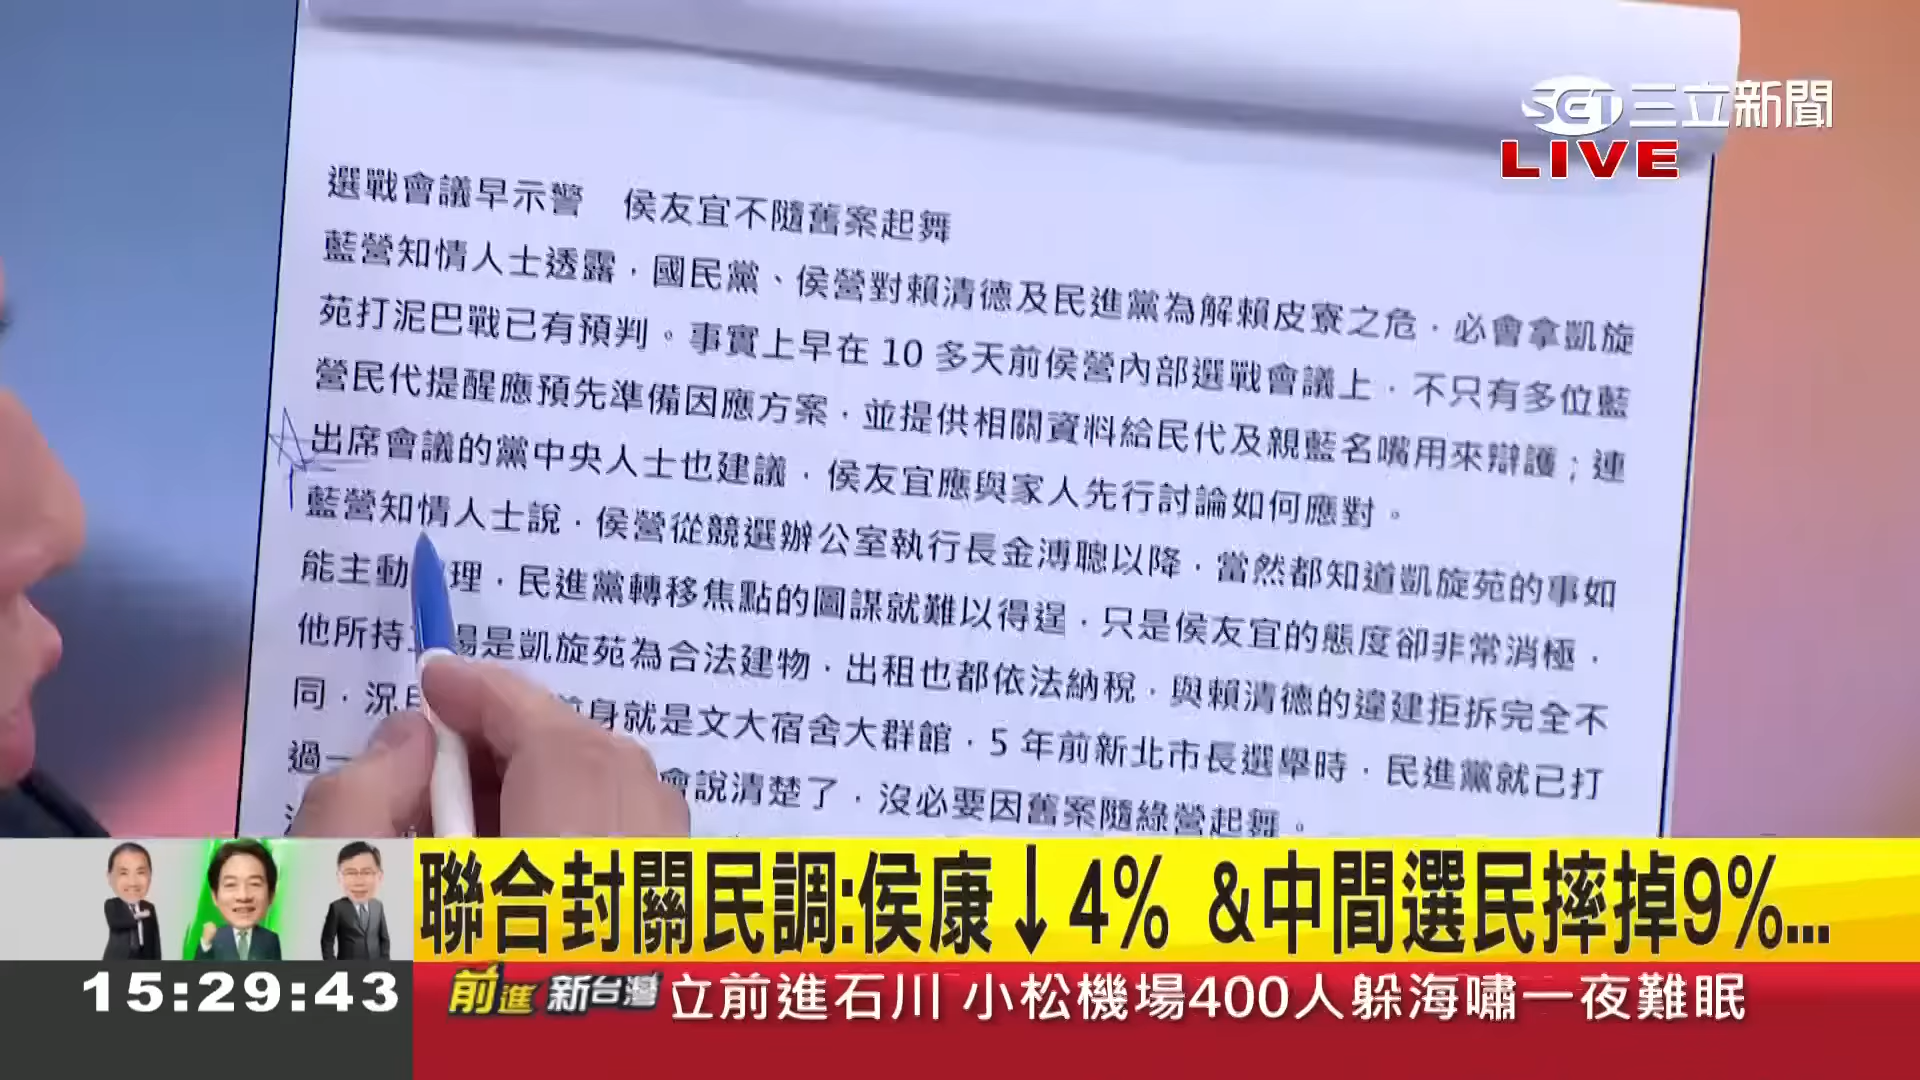 SET三立新聞
LIVE
選戰會議早示警 侯友宜不隨舊案起舞
藍營知情人士透露，國民黨、侯營對賴清德及民進黨為解賴皮寮之危，必會拿凱旋
苑打泥巴戰已有預判。事實上早在10多天前侯營內部選戰會議上，不只有多位藍
營民代提醒應預先準備因應方案，並提供相關資料給民代及親藍名嘴用來辯護；連
出席會議的黨中央人士也建議，侯友宜應與家人先行討論如何應對。
藍營知情人士說，侯營從競選辦公室執行長金溥聰以降，當然都知道凱旋苑的事如
能主動 理，民進黨轉移焦點的圖謀就難以得逞，只是侯友宜的態度卻非常消極，
他所持 場是凱旋苑為合法建物，出租也都依法納稅，與賴清德的違建拒拆完全不
同，況 身就是文大宿舍大群館，5年前新北市長選舉時，民進黨就已打
過一 會說清楚了，沒必要因舊案隨綠營起舞。
聯合封關民調:侯康↓4% &中間選民摔掉9%...
15:29:43
前進新台灣 立前進石川 小松機場400人躲海嘯一夜難眠